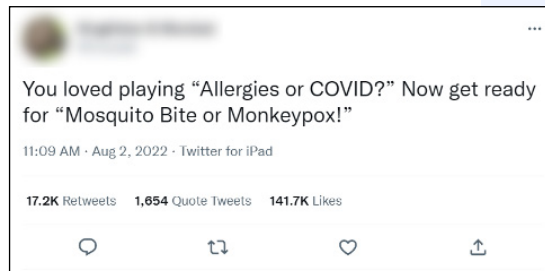 You loved playing “Allergies or COVID?” Now get ready
for “Mosquito Bite or Monkeypox!”
11:09 AM · Aug 2, 2022 · Twitter for iPad
17.2K Retweets 1,654 Quote Tweets 141.7K Likes